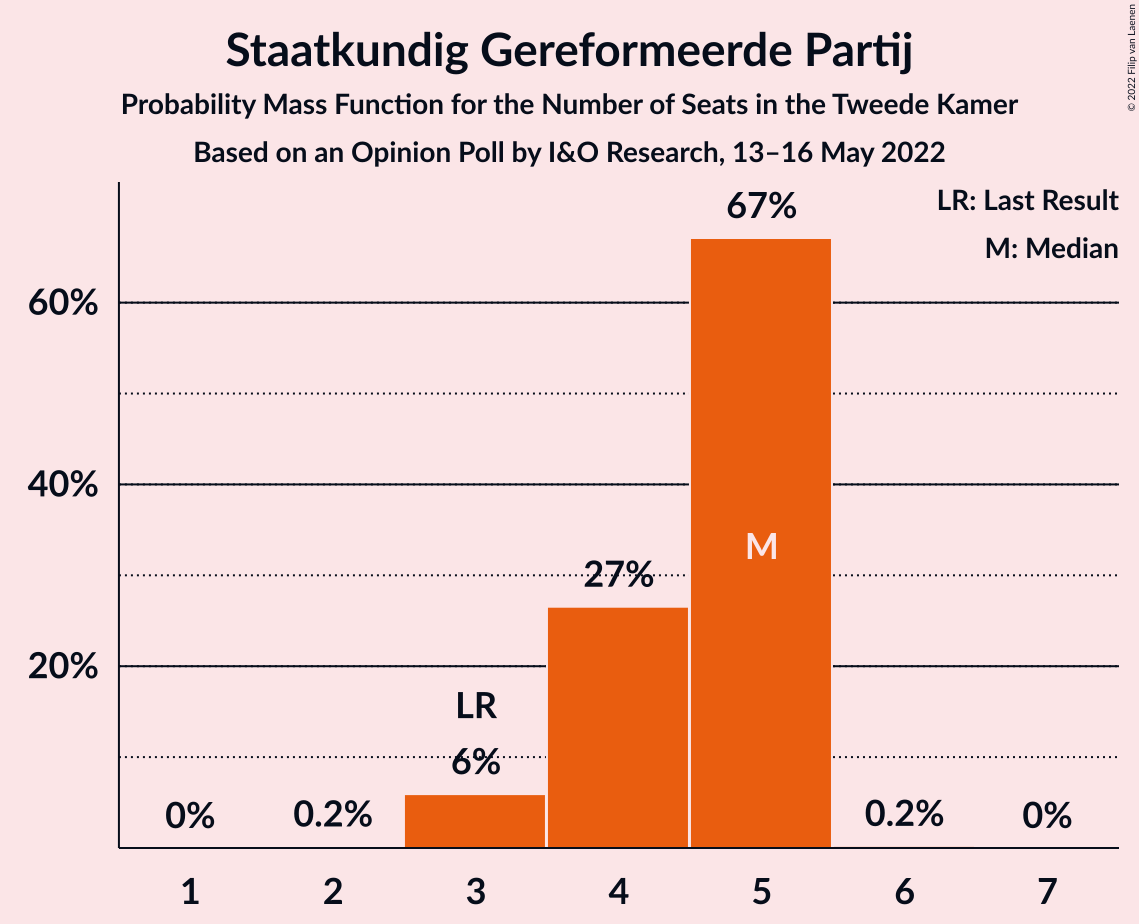 Staatkundig Gereformeerde Partij
Probability Mass Function for the Number of Seats in the Tweede Kamer
Based on an Opinion Poll by I&O Research, 13–16 May 2022
© 2022 Filip van Laenen
LR: Last Result
M: Median
67%
60%
40%
M
27%
20%
LR
6%
0%
0.2%
0.2%
0%
1
2
3
4
5
6
7